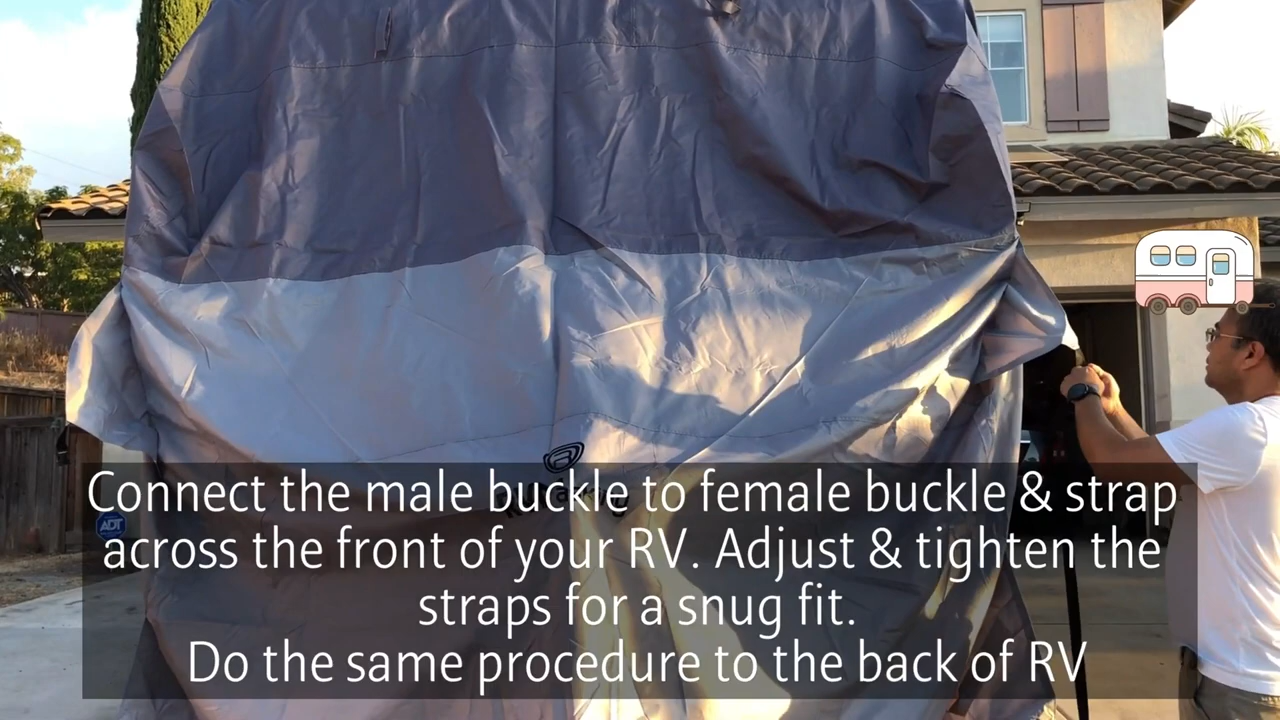 ADT
Connect the male buckle to female buckle & strap
across the front of your RV. Adjust & tighten the
straps for a snug fit.
Do the same procedure to the back of RV